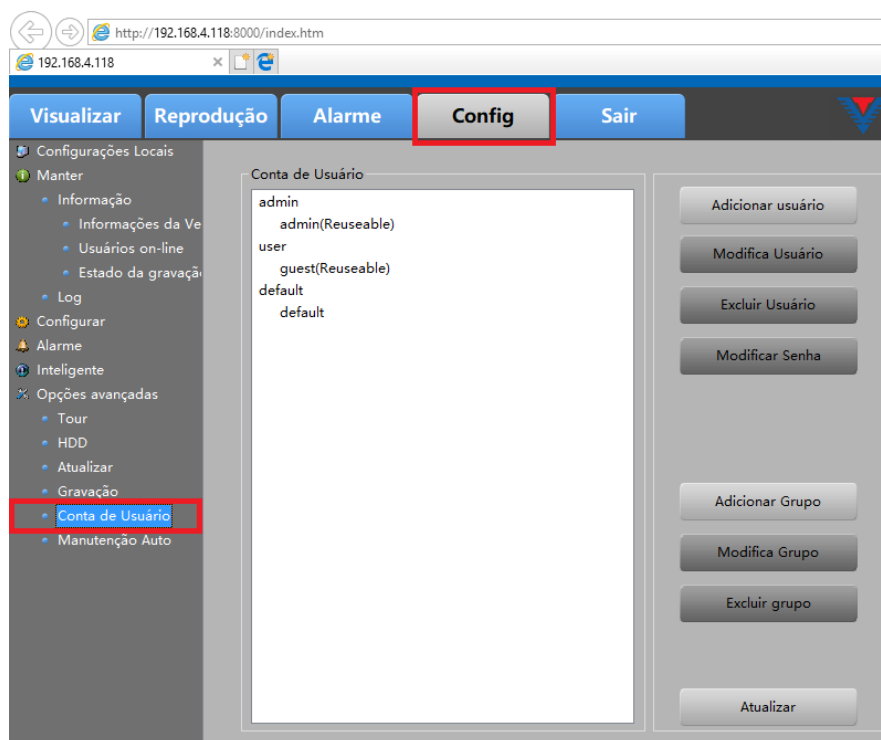 http://192.168.4.118:8000/index.htm
192.168.4.118
Visualizar
Reprodução
Alarme
Config
Sair
Configurações Locais
Manter
Informação
Informações da Ve
Usuários on-line
Estado da gravaçã
Log
Configurar
Alarme
Inteligente
Opções avançadas
Tour
HDD
Atualizar
Gravação
Conta de Usuário
Manutenção Auto
Conta de Usuário
admin
admin(Reuseable)
user
guest(Reuseable)
default
default
Adicionar usuário
Modifica Usuário
Excluir Usuário
Modificar Senha
Adicionar Grupo
Modifica Grupo
Excluir grupo
Atualizar